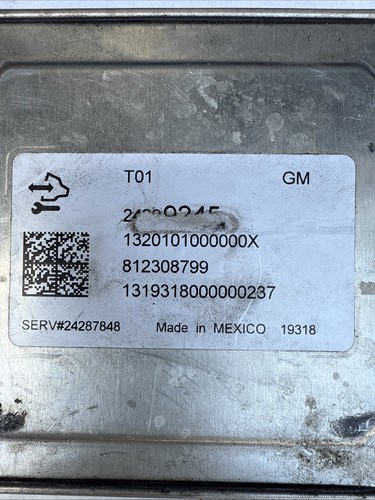 T01 GM
1320101000000X
812308799
1319318000000237
SERV#24287848 Made in MEXICO 19318